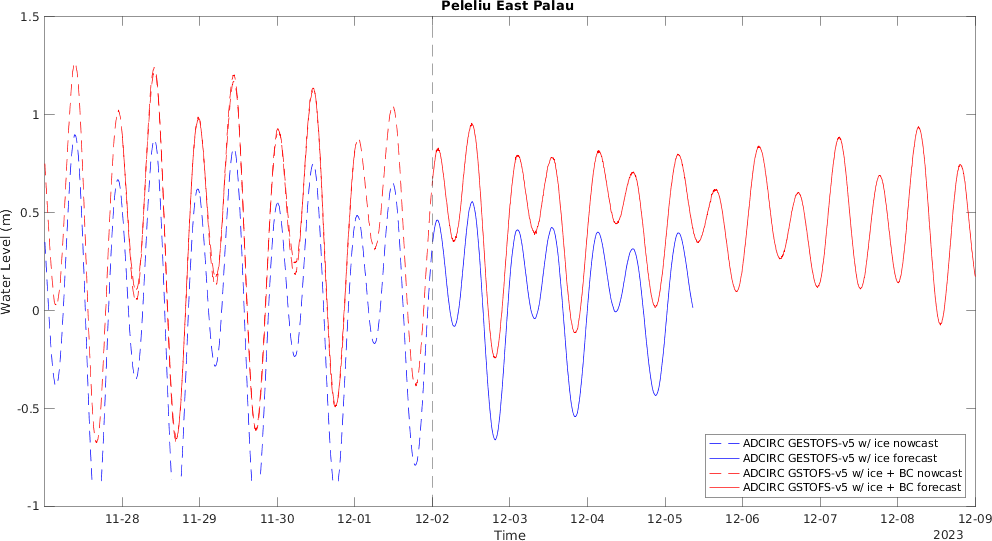 Peleliu East Palau
1.5
1
0.5
0
-0.5
-1
Water Level (m)
11-28
11-29
11-30
12-01
12-02
12-03
12-04
12-05
12-06
12-07
12-08
12-09
Time
2023
ADCIRC GESTOFS-v5 w/ ice nowcast
ADCIRC GESTOFS-v5 w/ ice forecast
ADCIRC GSTOFS-v5 w/ ice + BC nowcast
ADCIRC GSTOFS-v5 w/ ice + BC forecast